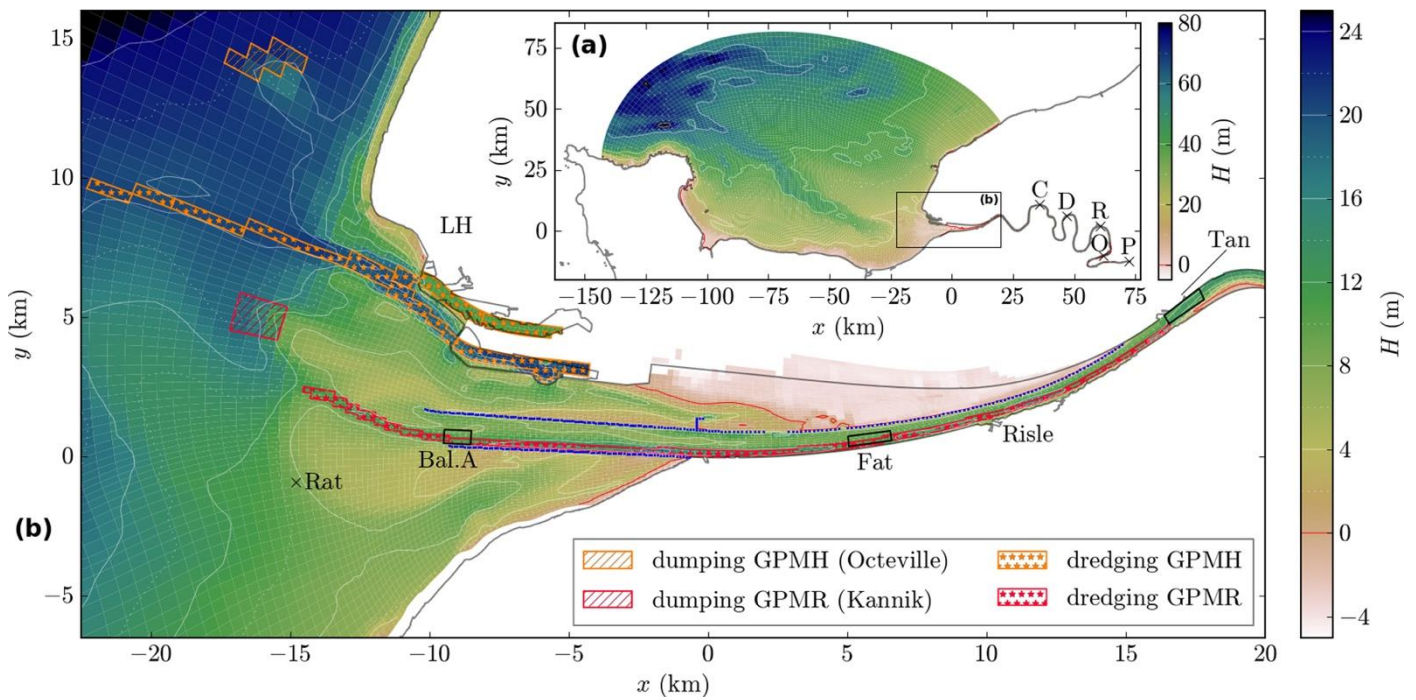 (a)
(b)
C
D
R
O
P
75
50
25
0
y (km)
−150
−125
−100
−75
−50
−25
0
25
50
75
x (km)
80
60
40
20
0
H (m)
15
10
5
0
−5
y (km)
LH
Tan
Bal.A
×Rat
Fat
Risle
(b)
dumping GPMH (Octeville)
dredging GPMH
dumping GPMR (Kannik)
dredging GPMR
−20
−15
−10
−5
0
5
10
15
20
x (km)
24
20
16
12
8
4
0
−4
H (m)